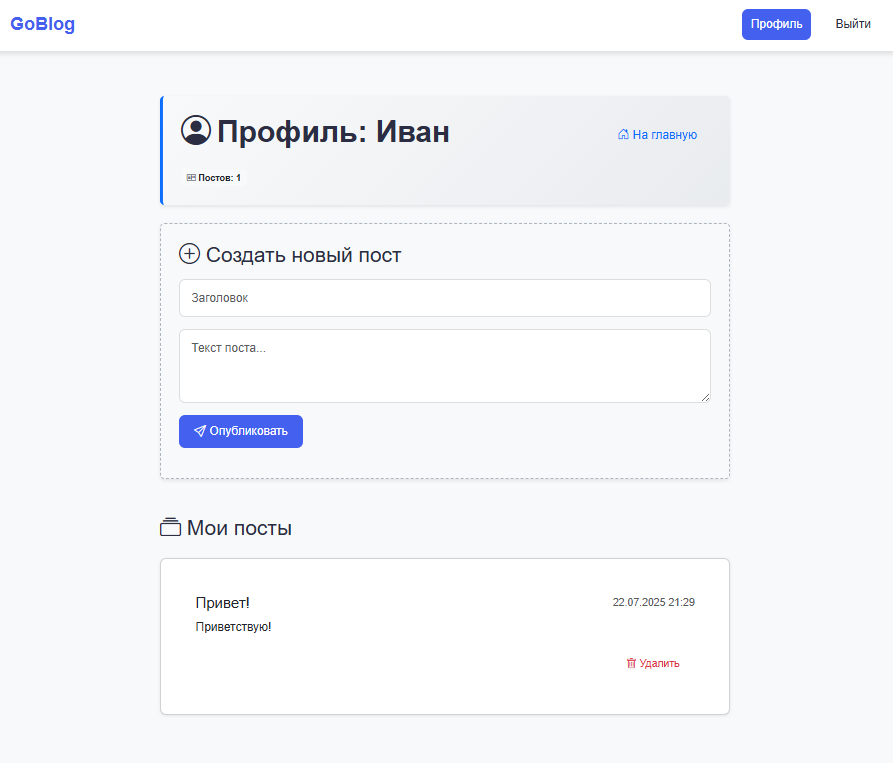 GoBlog
Профиль
Выйти
Профиль: Иван
На главную
Постов: 1
Создать новый пост
Заголовок
Текст поста...
Опубликовать
Мои посты
Привет!
22.07.2025 21:29
Приветствую!
Удалить